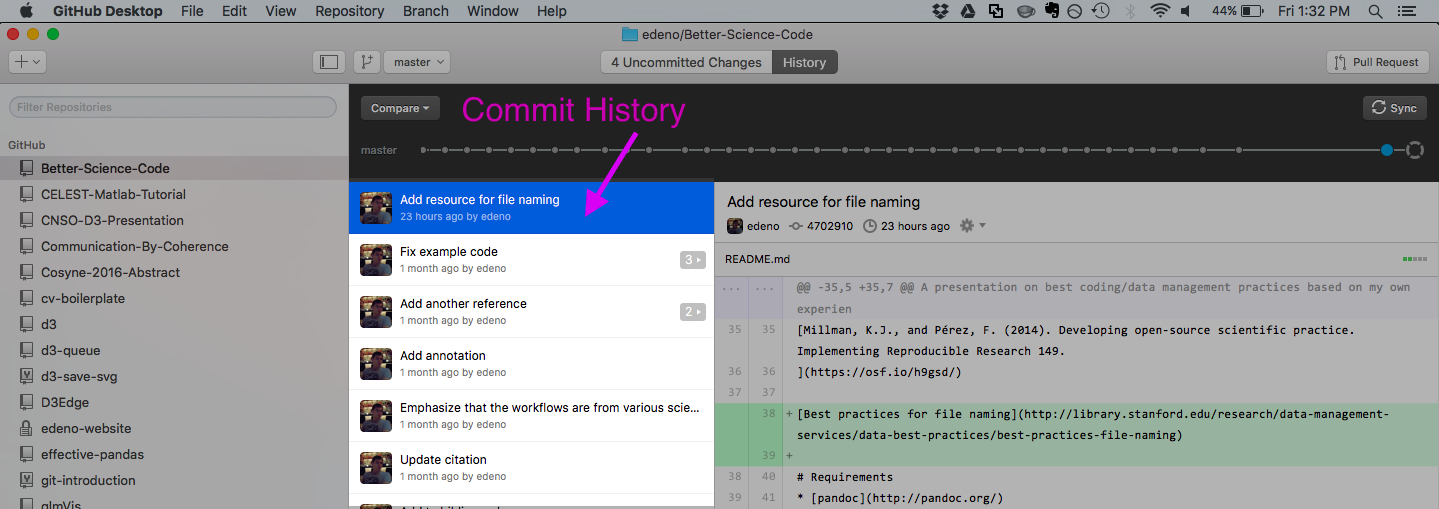 GitHub Desktop File Edit View Repository Branch Window Help 44% Fri 1:32 PM
edeno/Better-Science-Code
master 4 Uncommitted Changes History Pull Request
Filter Repositories
GitHub
Better-Science-Code
CELEST-Matlab-Tutorial
CNSO-D3-Presentation
Communication-By-Coherence
Cosyne-2016-Abstract
cv-boilerplate
d3
d3-queue
d3-save-svg
D3Edge
edeno-website
effective-pandas
git-introduction
glmVis
Compare Commit History Sync
master
Add resource for file naming
23 hours ago by edeno
Fix example code
1 month ago by edeno
3
Add another reference
1 month ago by edeno
2
Add annotation
1 month ago by edeno
Emphasize that the workflows are from various scie...
1 month ago by edeno
Update citation
1 month ago by edeno
Add resource for file naming
edeno 4702910 23 hours ago
README.md
... ... @@ -35,5 +35,7 @@ A presentation on best coding/data management practices based on my own
experien
35 35 [Millman, K.J., and Pérez, F. (2014). Developing open-source scientific practice.
Implementing Reproducible Research 149.
36 36 ](https://osf.io/h9gsd/)
37 37
38 + [Best practices for file naming](http://library.stanford.edu/research/data-management-
services/data-best-practices/best-practices-file-naming)
39 +
38 40 # Requirements
39 41 * [pandoc](http://pandoc.org/)